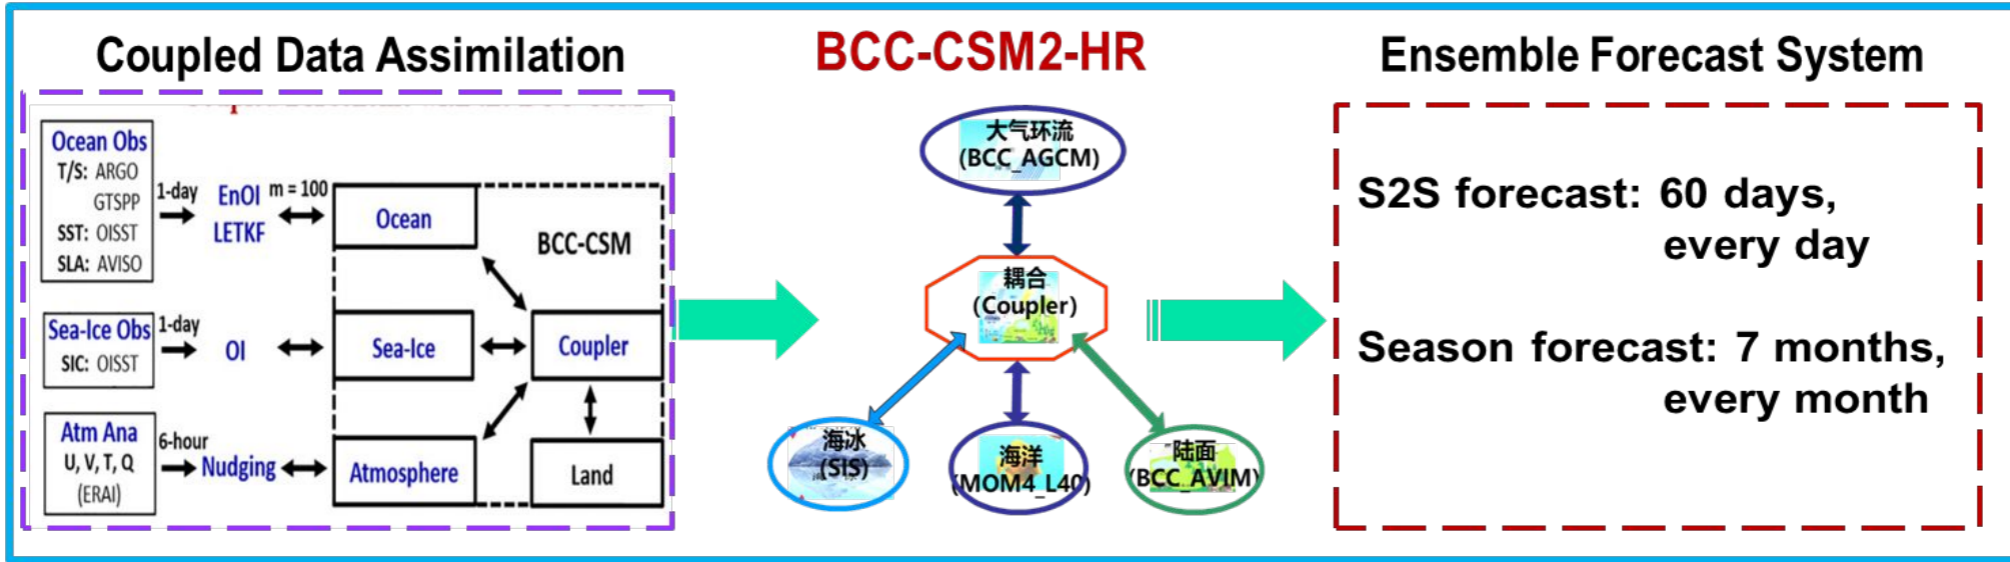 Coupled Data Assimilation
Ocean Obs
T/S: ARGO
GTSPP
SST: OISST
SLA: AVISO
1-day
EnOI
LETKF
m = 100
Ocean
BCC-CSM
Sea-Ice Obs
SIC: OISST
1-day
OI
Sea-Ice
Coupler
Atm Ana
U, V, T, Q
(ERAI)
6-hour
Nudging
Atmosphere
Land
BCC-CSM2-HR
大气环流
(BCC_AGCM)
耦合
(Coupler)
海冰
(SIS)
海洋
(MOM4_L40)
陆面
(BCC_AVIM)
Ensemble Forecast System
S2S forecast: 60 days,
every day
Season forecast: 7 months,
every month